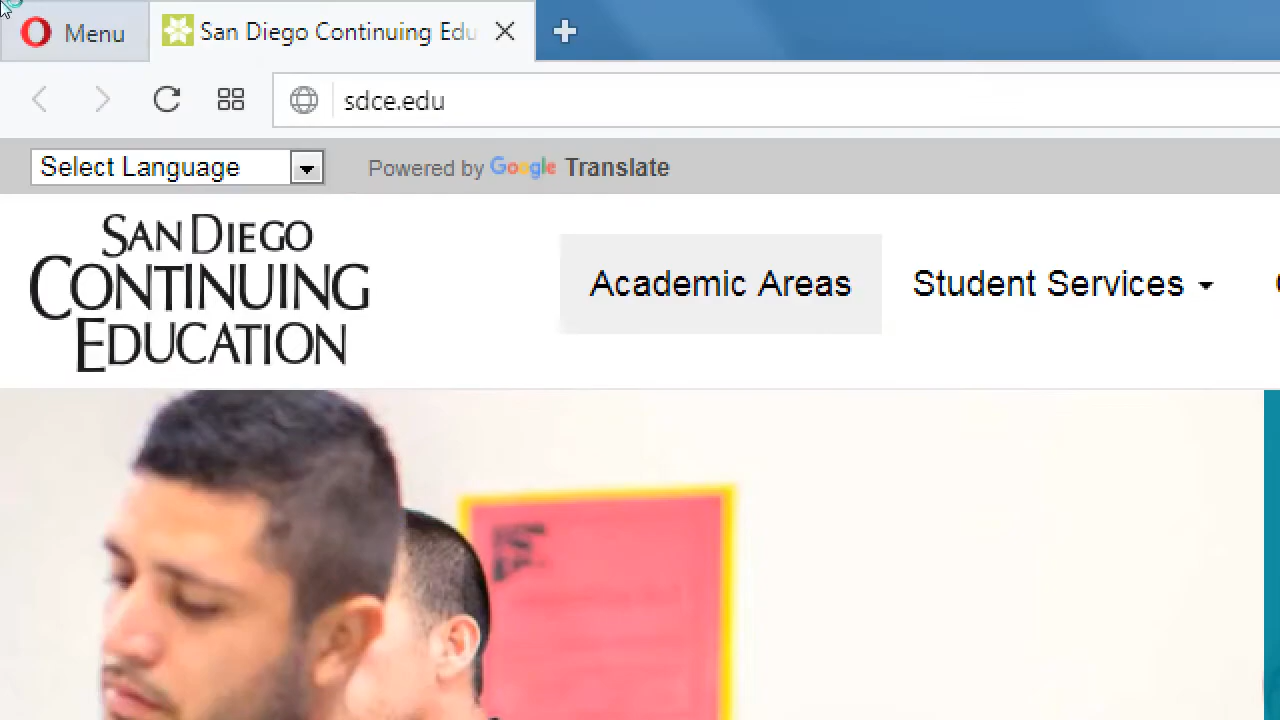 Menu
San Diego Continuing Edu
sdce.edu
Select Language
Powered by Google Translate
SAN DIEGO
CONTINUING
EDUCATION
Academic Areas
Student Services